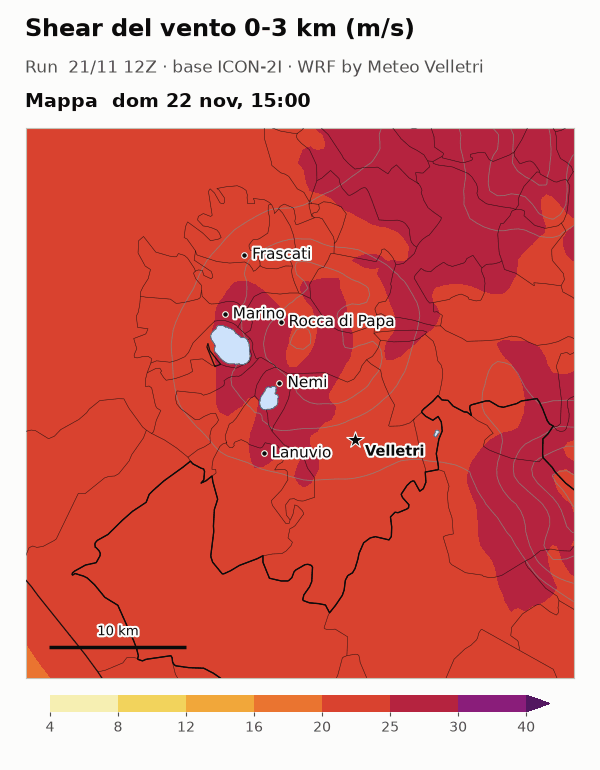 Shear del vento 0-3 km (m/s)
Run 21/11 12Z · base ICON-2I · WRF by Meteo Velletri
Mappa dom 22 nov, 15:00
Frascati
Marino
Rocca di Papa
Nemi
Velletri
Lanuvio
10 km
4 8 12 16 20 25 30 40